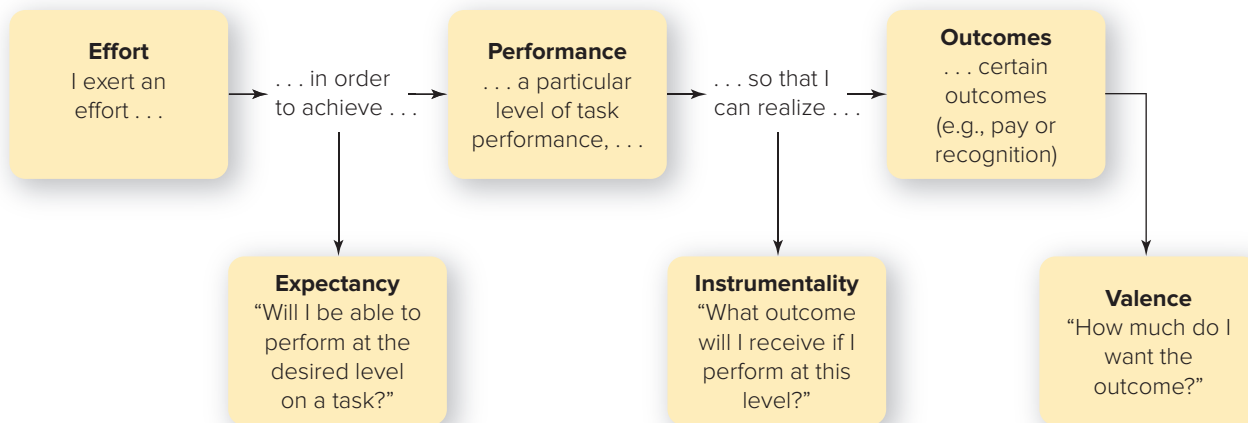 Effort
I exert an
effort . . .
. . . in order
to achieve . . .
Performance
. . . a particular
level of task
performance, . . .
. . . so that I
can realize . . .
Outcomes
. . . certain
outcomes
(e.g., pay or
recognition)
Expectancy
“Will I be able to
perform at the
desired level
on a task?”
Instrumentality
“What outcome
will I receive if I
perform at this
level?”
Valence
“How much do I
want the
outcome?”